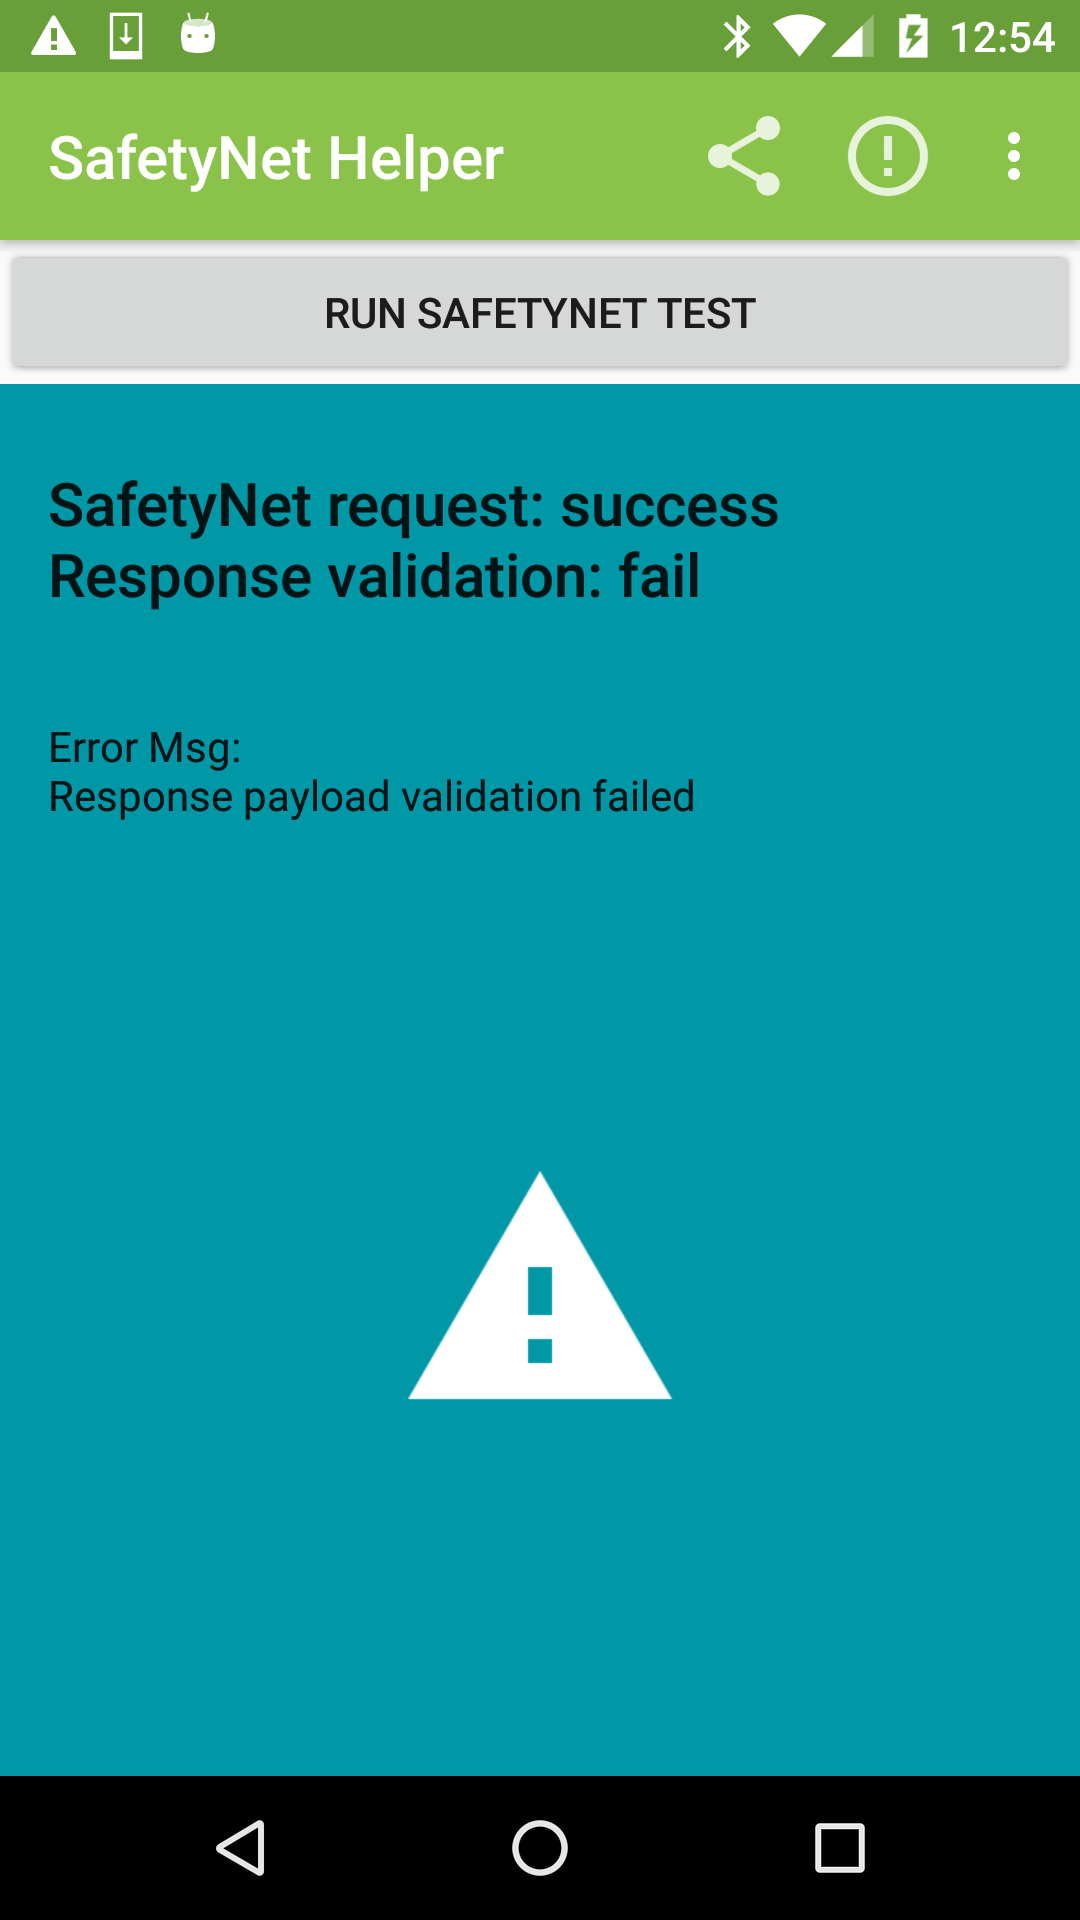 12:54
SafetyNet Helper
RUN SAFETYNET TEST
SafetyNet request: success
Response validation: fail
Error Msg:
Response payload validation failed